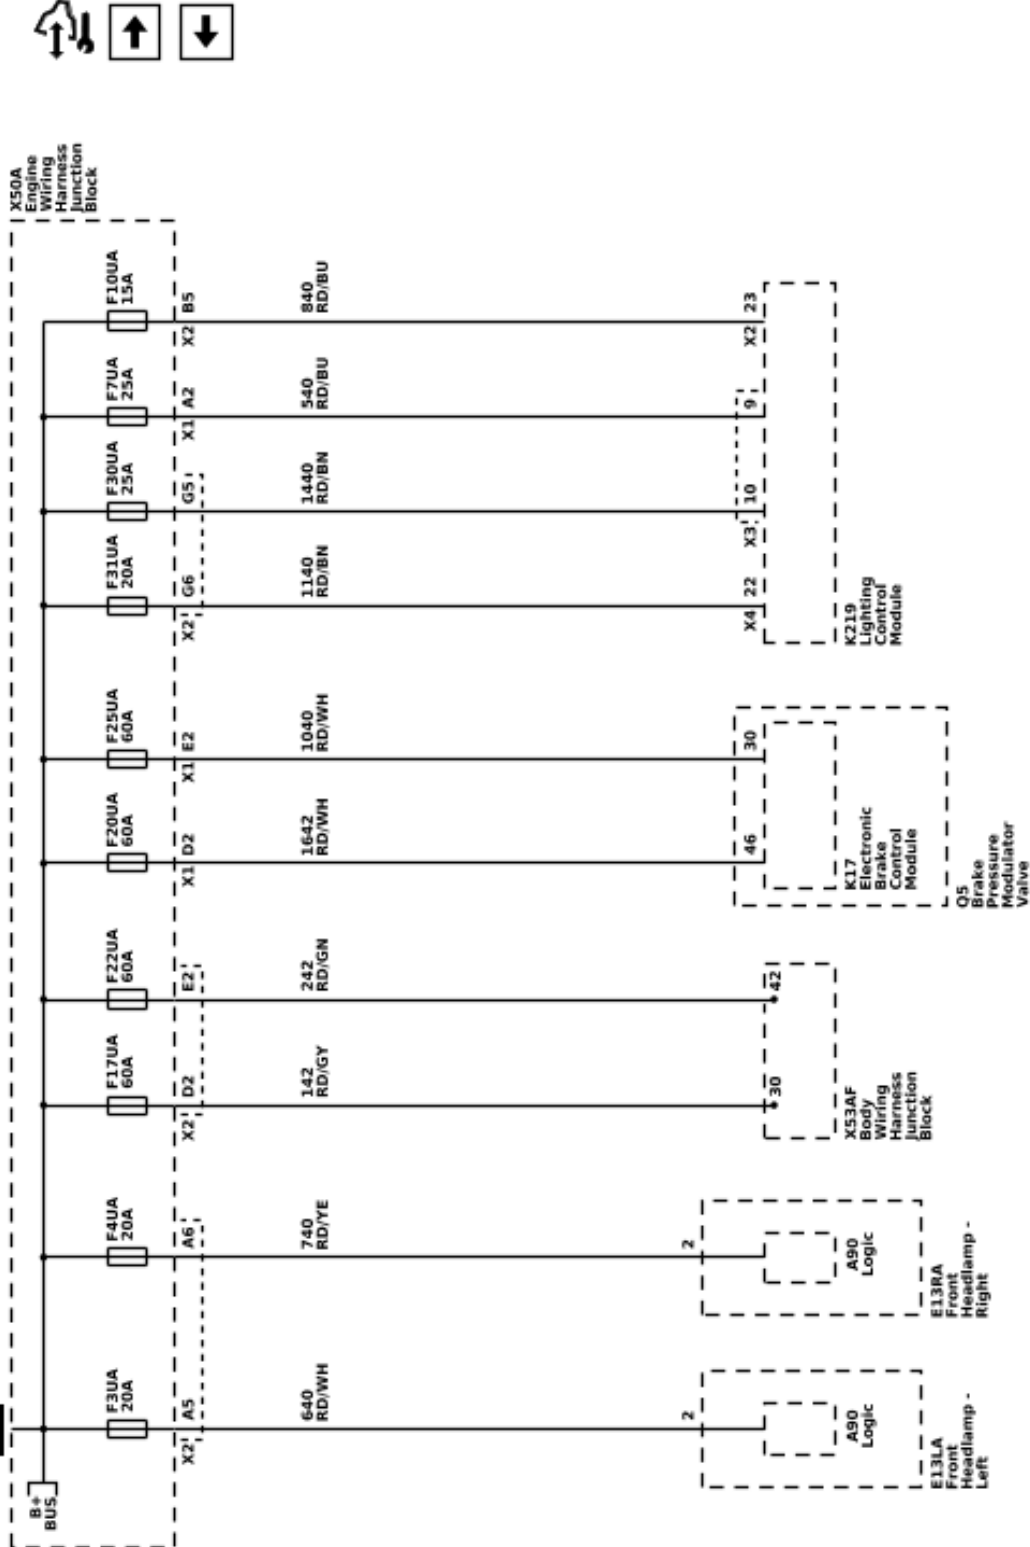 X50A
Engine
Wiring
Harness
Junction
Block
B+
BUS
F3UA
20A
F4UA
20A
F17UA
60A
F22UA
60A
F20UA
60A
F25UA
60A
F31UA
20A
F30UA
25A
F7UA
25A
F10UA
15A
X2 A5
A6
X2 D2
E2
X1 D2
X1 E2
X2 G6
G5
X1 A2
X2 B5
640
RD/WH
740
RD/YE
142
RD/GY
242
RD/GN
1642
RD/WH
1040
RD/WH
1140
RD/BN
1440
RD/BN
540
RD/BU
840
RD/BU
2
2
30
42
46
30
X4 22
X3 10
9
X2 23
A90
Logic
E13LA
Front
Headlamp -
Left
A90
Logic
E13RA
Front
Headlamp -
Right
X53AF
Body
Wiring
Harness
Junction
Block
K17
Electronic
Brake
Control
Module
Q5
Brake
Pressure
Modulator
Valve
K219
Lighting
Control
Module